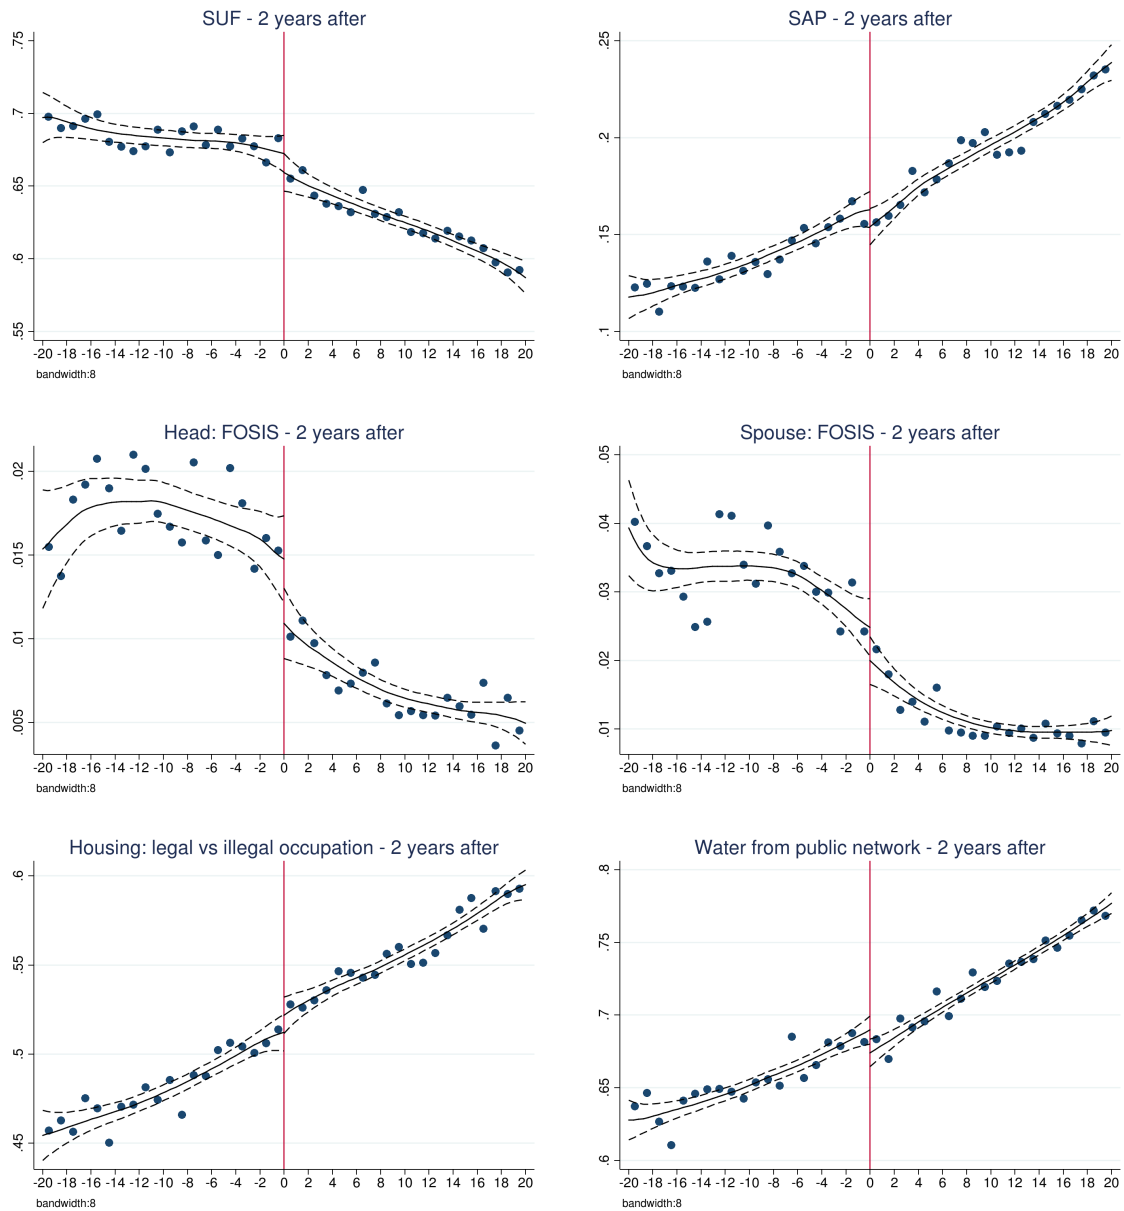 SUF - 2 years after
.75
.7
.65
.6
.55
-20 -18 -16 -14 -12 -10 -8 -6 -4 -2 0 2 4 6 8 10 12 14 16 18 20
bandwidth:8
SAP - 2 years after
.25
.2
.15
.1
-20 -18 -16 -14 -12 -10 -8 -6 -4 -2 0 2 4 6 8 10 12 14 16 18 20
bandwidth:8
Head: FOSIS - 2 years after
.02
.015
.01
.005
-20 -18 -16 -14 -12 -10 -8 -6 -4 -2 0 2 4 6 8 10 12 14 16 18 20
bandwidth:8
Spouse: FOSIS - 2 years after
.05
.04
.03
.02
.01
-20 -18 -16 -14 -12 -10 -8 -6 -4 -2 0 2 4 6 8 10 12 14 16 18 20
bandwidth:8
Housing: legal vs illegal occupation - 2 years after
.6
.55
.5
.45
-20 -18 -16 -14 -12 -10 -8 -6 -4 -2 0 2 4 6 8 10 12 14 16 18 20
bandwidth:8
Water from public network - 2 years after
.8
.75
.7
.65
.6
-20 -18 -16 -14 -12 -10 -8 -6 -4 -2 0 2 4 6 8 10 12 14 16 18 20
bandwidth:8